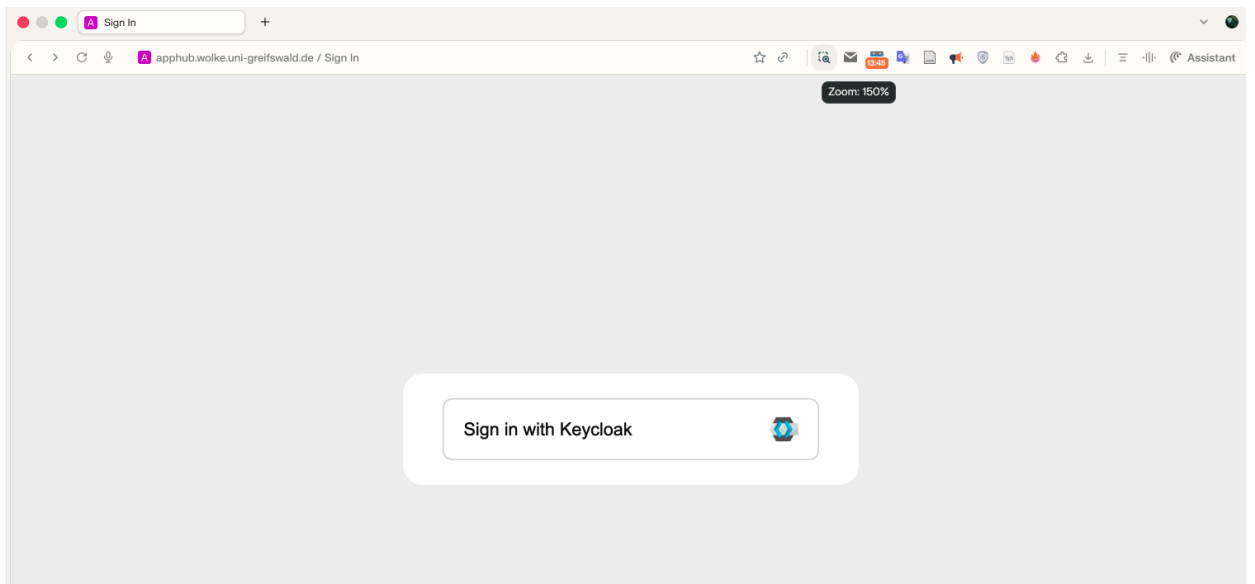 A Sign In
A apphub.wolke.uni-greifswald.de / Sign In
13:45
Assistant
Zoom: 150%
Sign in with Keycloak